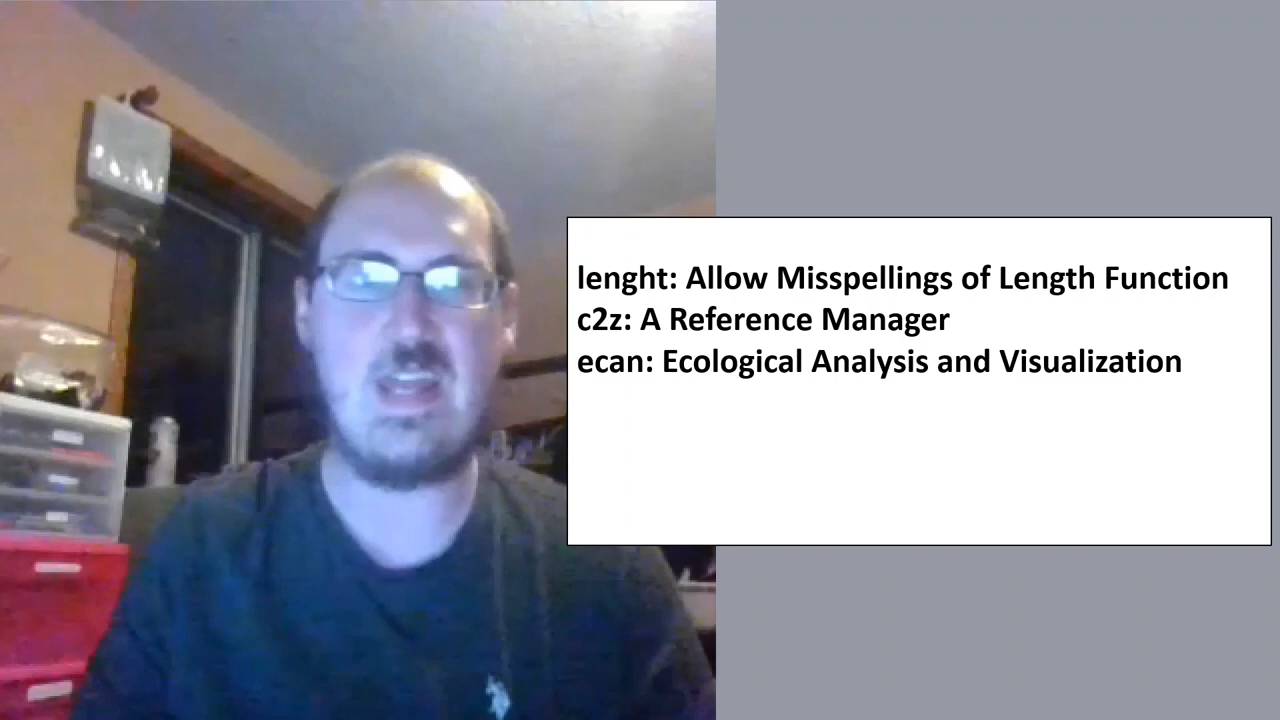 lenght: Allow Misspellings of Length Function
c2z: A Reference Manager
ecan: Ecological Analysis and Visualization